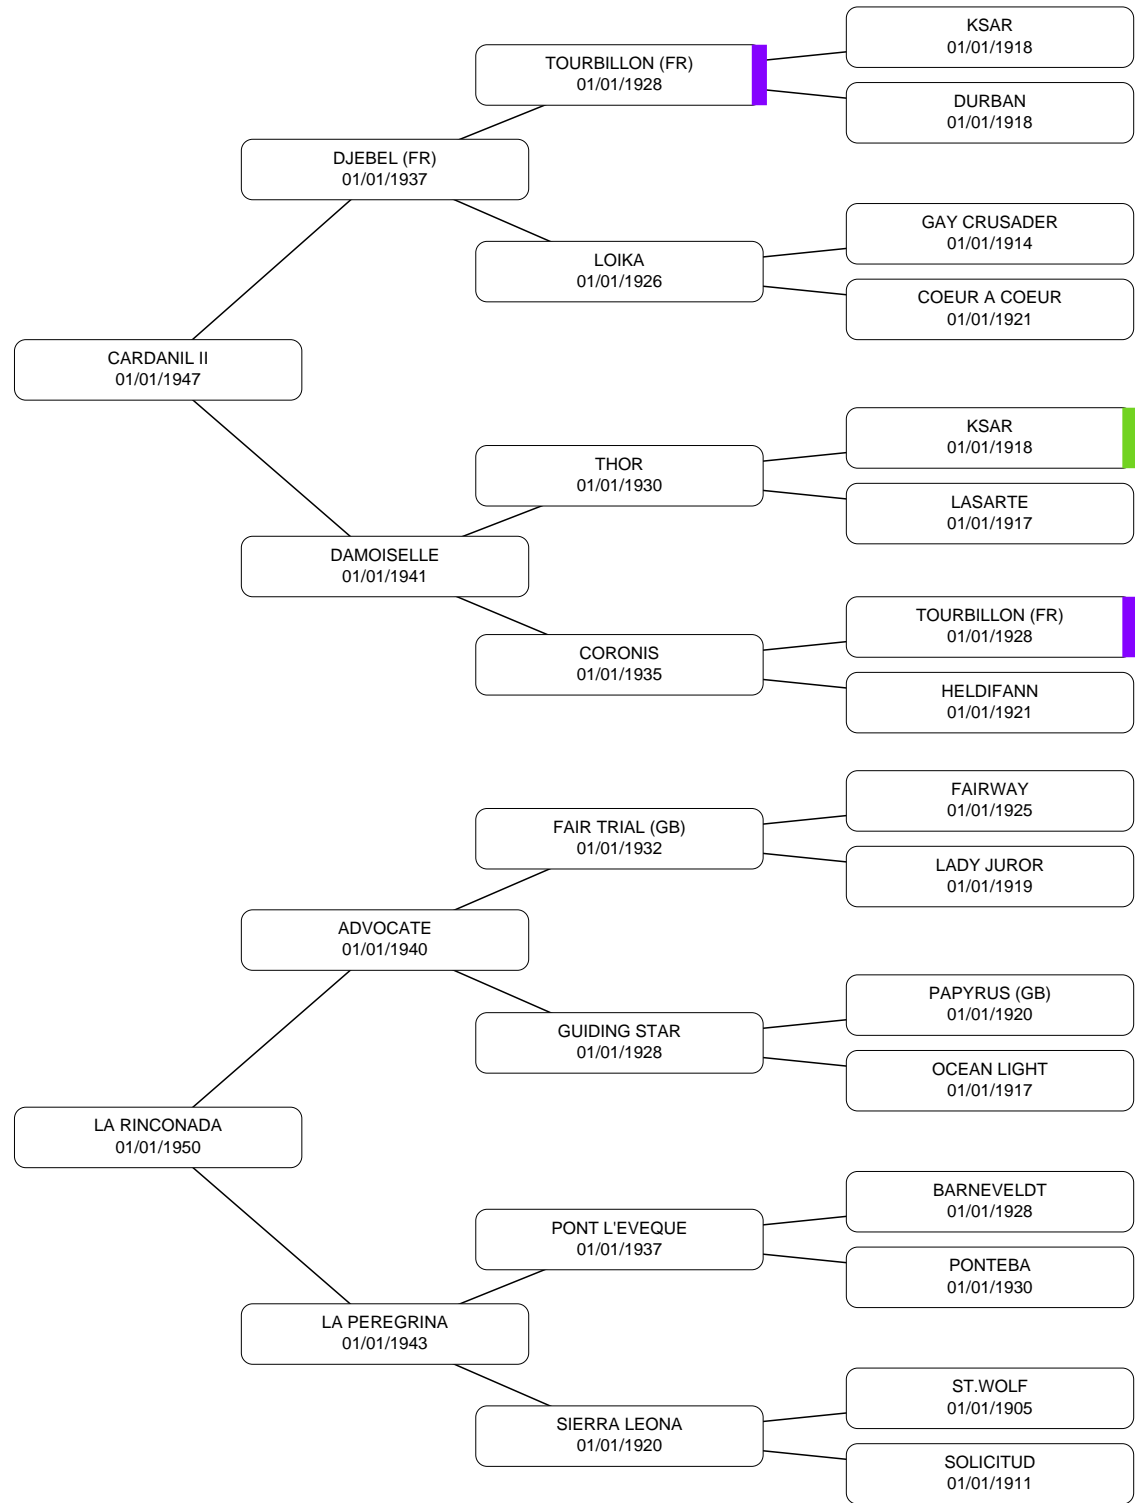 KSAR
01/01/1918
TOURBILLON (FR)
01/01/1928
DURBAN
01/01/1918
DJEBEL (FR)
01/01/1937
GAY CRUSADER
01/01/1914
LOIKA
01/01/1926
COEUR A COEUR
01/01/1921
CARDANIL II
01/01/1947
KSAR
01/01/1918
THOR
01/01/1930
LASARTE
01/01/1917
DAMOISELLE
01/01/1941
TOURBILLON (FR)
01/01/1928
CORONIS
01/01/1935
HELDIFANN
01/01/1921
FAIRWAY
01/01/1925
FAIR TRIAL (GB)
01/01/1932
LADY JUROR
01/01/1919
ADVOCATE
01/01/1940
PAPYRUS (GB)
01/01/1920
GUIDING STAR
01/01/1928
OCEAN LIGHT
01/01/1917
LA RINCONADA
01/01/1950
BARNEVELDT
01/01/1928
PONT L'EVEQUE
01/01/1937
PONTEBA
01/01/1930
LA PEREGRINA
01/01/1943
ST.WOLF
01/01/1905
SIERRA LEONA
01/01/1920
SOLICITUD
01/01/1911